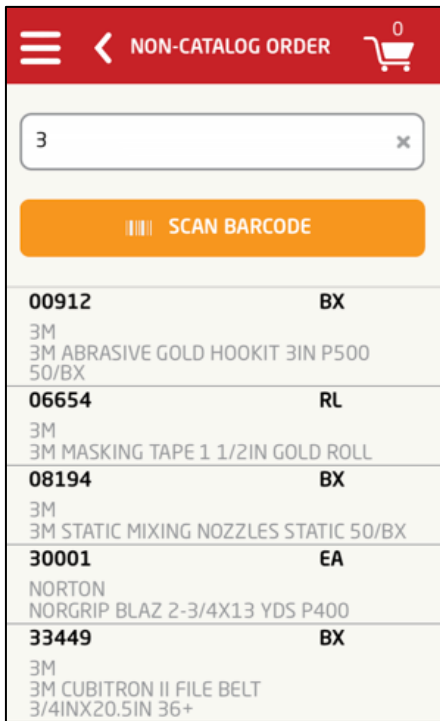 0
NON-CATALOG ORDER
3
×
SCAN BARCODE
00912 BX
3M
3M ABRASIVE GOLD HOOKIT 3IN P500
50/BX
06654 RL
3M
3M MASKING TAPE 1 1/2IN GOLD ROLL
08194 BX
3M
3M STATIC MIXING NOZZLES STATIC 50/BX
30001 EA
NORTON
NORGRIP BLAZ 2-3/4X13 YDS P400
33449 BX
3M
3M CUBITRON II FILE BELT
3/4INX20.5IN 36+